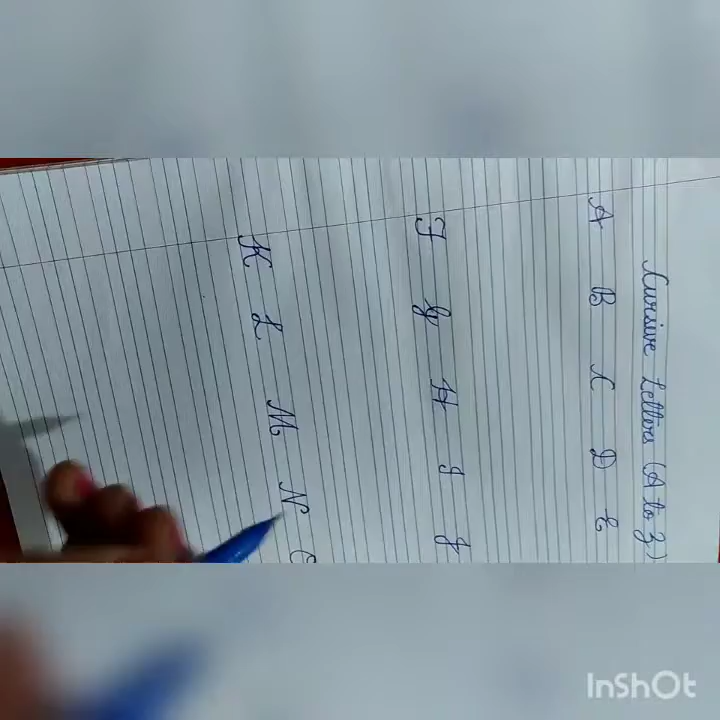 Cursive Letters (A to Z)
A B C D E
F G H I J
K L M N O
InShOt